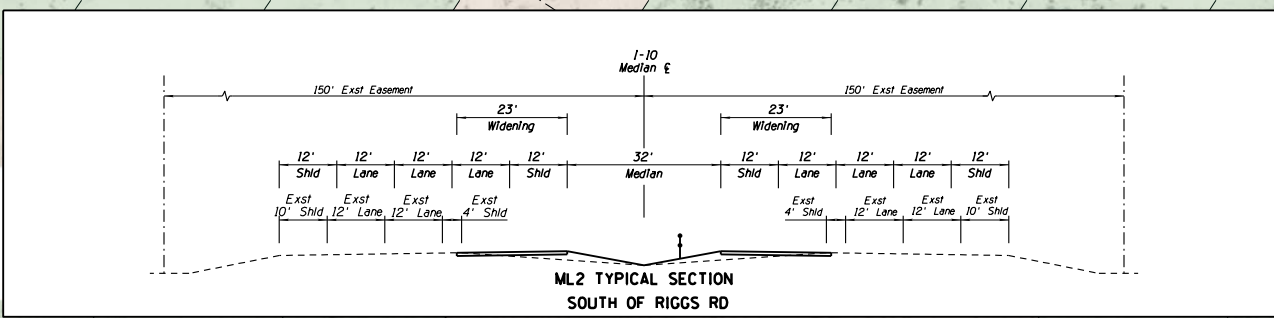 I-10
Median ℄
150' Exst Easement 150' Exst Easement
23' 23'
Widening Widening
12' 12' 12' 12' 12' 32' 12' 12' 12' 12' 12'
Shld Lane Lane Lane Shld Median Shld Lane Lane Lane Shld
Exst Exst Exst Exst Exst Exst Exst Exst
10' Shld 12' Lane 12' Lane 4' Shld 4' Shld 12' Lane 12' Lane 10' Shld
ML2 TYPICAL SECTION
SOUTH OF RIGGS RD